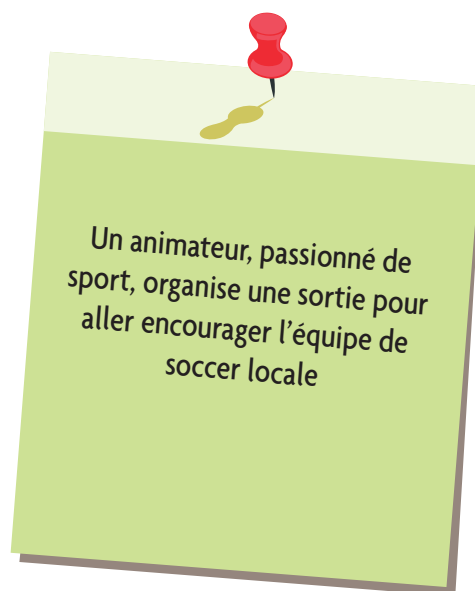 Un animateur, passionné de
sport, organise une sortie pour
aller encourager l’équipe de
soccer locale